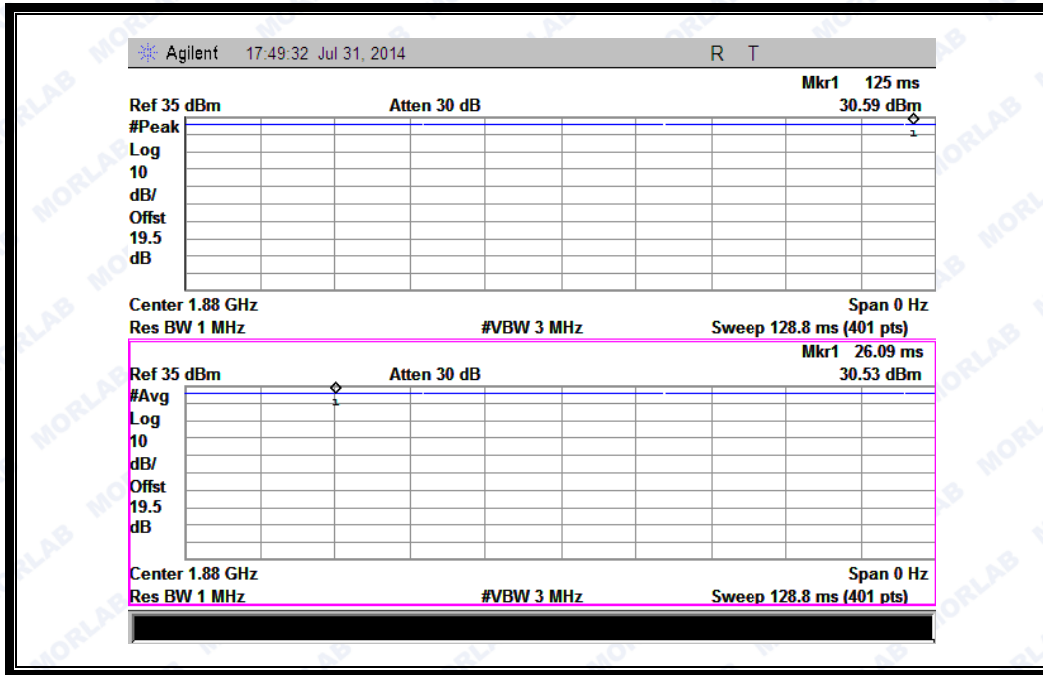 Agilent 17:49:32 Jul 31, 2014 R T
Mkr1 125 ms
Ref 35 dBm Atten 30 dB 30.59 dBm
#Peak
Log
10
dB/
Offst
19.5
dB
1
Center 1.88 GHz Span 0 Hz
Res BW 1 MHz #VBW 3 MHz Sweep 128.8 ms (401 pts)
Mkr1 26.09 ms
Ref 35 dBm Atten 30 dB 30.53 dBm
#Avg
Log
10
dB/
Offst
19.5
dB
1
Center 1.88 GHz Span 0 Hz
Res BW 1 MHz #VBW 3 MHz Sweep 128.8 ms (401 pts)
MORLAB